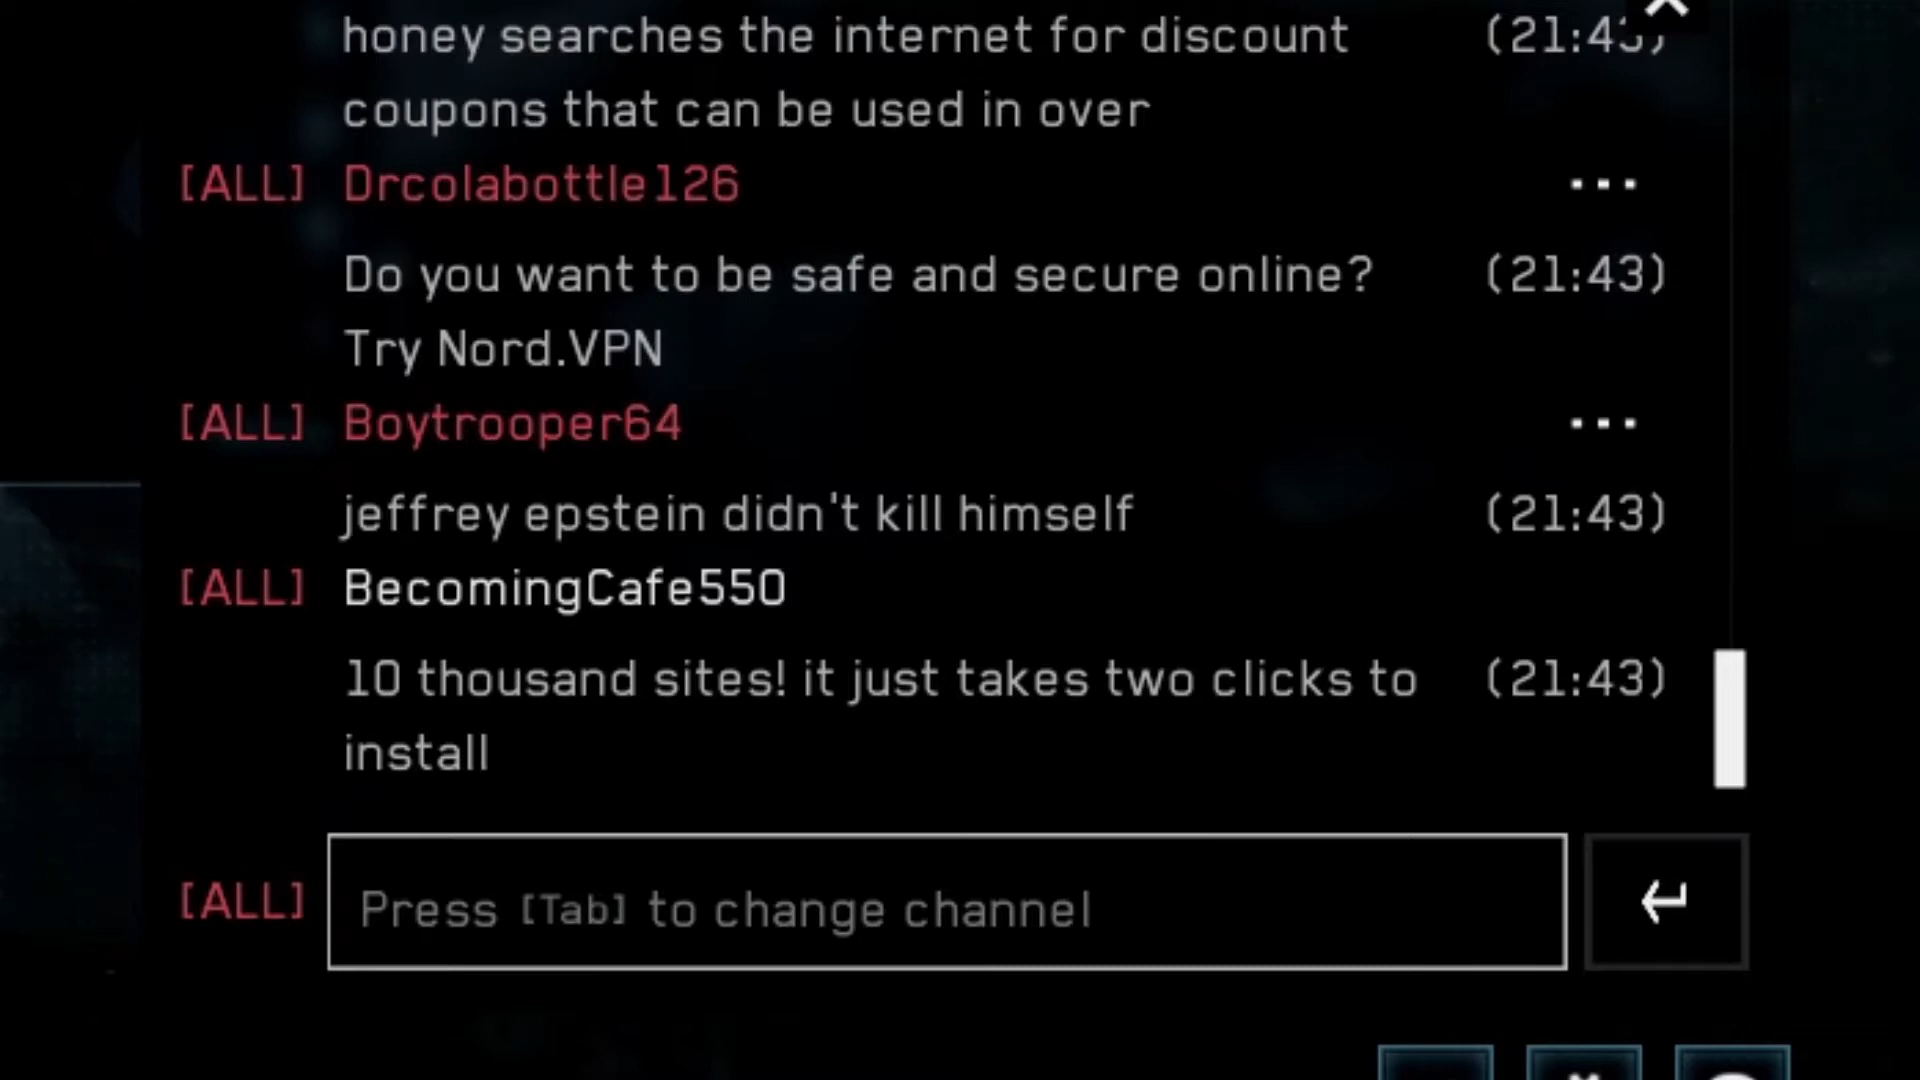 honey searches the internet for discount (21:43)
coupons that can be used in over
[ALL] Drcolabottle126 ...
Do you want to be safe and secure online? (21:43)
Try Nord.VPN
[ALL] Boytrooper64 ...
jeffrey epstein didn't kill himself (21:43)
[ALL] BecomingCafe550
10 thousand sites! it just takes two clicks to (21:43)
install
[ALL] Press [Tab] to change channel